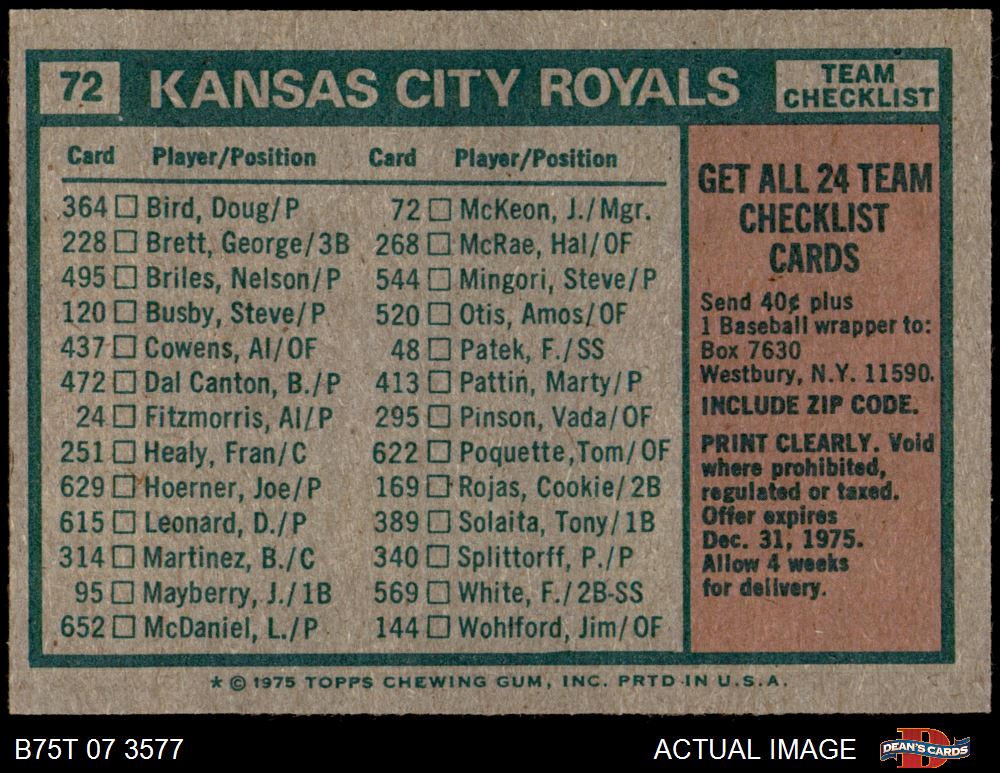 72 KANSAS CITY ROYALS TEAM CHECKLIST
Card Player/Position Card Player/Position
364 □ Bird, Doug/P 72 □ McKeon, J./Mgr.
228 □ Brett, George/3B 268 □ McRae, Hal/OF
495 □ Briles, Nelson/P 544 □ Mingori, Steve/P
120 □ Busby, Steve/P 520 □ Otis, Amos/OF
437 □ Cowens, Al/OF 48 □ Patek, F./SS
472 □ Dal Canton, B./P 413 □ Pattin, Marty/P
24 □ Fitzmorris, Al/P 295 □ Pinson, Vada/OF
251 □ Healy, Fran/C 622 □ Poquette,Tom/OF
629 □ Hoerner, Joe/P 169 □ Rojas, Cookie/2B
615 □ Leonard, D./P 389 □ Solaita, Tony/1B
314 □ Martinez, B./C 340 □ Splittorff, P./P
95 □ Mayberry, J./1B 569 □ White, F./2B-SS
652 □ McDaniel, L./P 144 □ Wohlford, Jim/OF
GET ALL 24 TEAM
CHECKLIST
CARDS
Send 40¢ plus
1 Baseball wrapper to:
Box 7630
Westbury, N.Y. 11590.
INCLUDE ZIP CODE.
PRINT CLEARLY. Void
where prohibited,
regulated or taxed.
Offer expires
Dec. 31, 1975.
Allow 4 weeks
for delivery.
* © 1975 TOPPS CHEWING GUM, INC. PRTD IN U.S.A.
B75T 07 3577 ACTUAL IMAGE DEAN'S CARDS